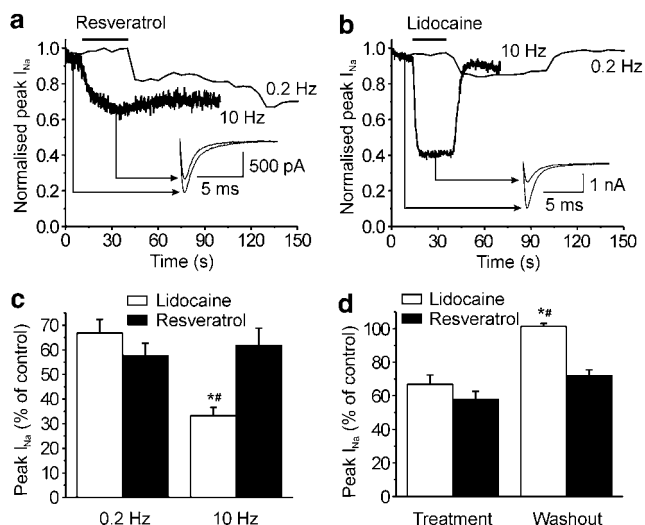 a
Resveratrol
Normalised peak I_Na
1.0
0.8
0.6
0.4
0.2
0.0
0.2 Hz
10 Hz
500 pA
5 ms
0 30 60 90 120 150
Time (s)
b
Lidocaine
Normalised peak I_Na
1.0
0.8
0.6
0.4
0.2
0.0
10 Hz
0.2 Hz
1 nA
5 ms
0 30 60 90 120 150
Time (s)
c
Lidocaine
Resveratrol
Peak I_Na (% of control)
70
60
50
40
30
20
10
0
*#
0.2 Hz 10 Hz
d
Lidocaine
Resveratrol
Peak I_Na (% of control)
100
80
60
40
20
0
*#
Treatment Washout